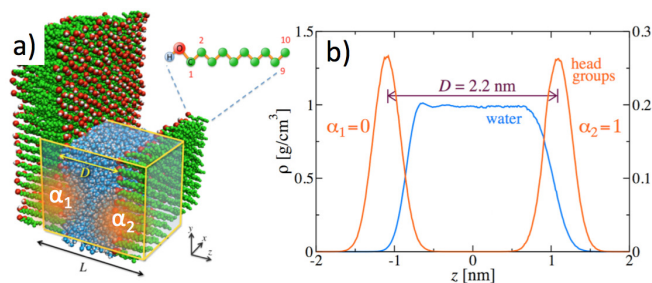 a)
H
O
C
1
2
9
10
D
α₁
α₂
L
y
x
z
b)
ρ [g/cm³]
1.5
1
0.5
0
0.3
0.2
0.1
0
head
groups
D = 2.2 nm
water
α₁=0
α₂=1
-2
-1
0
1
2
z [nm]